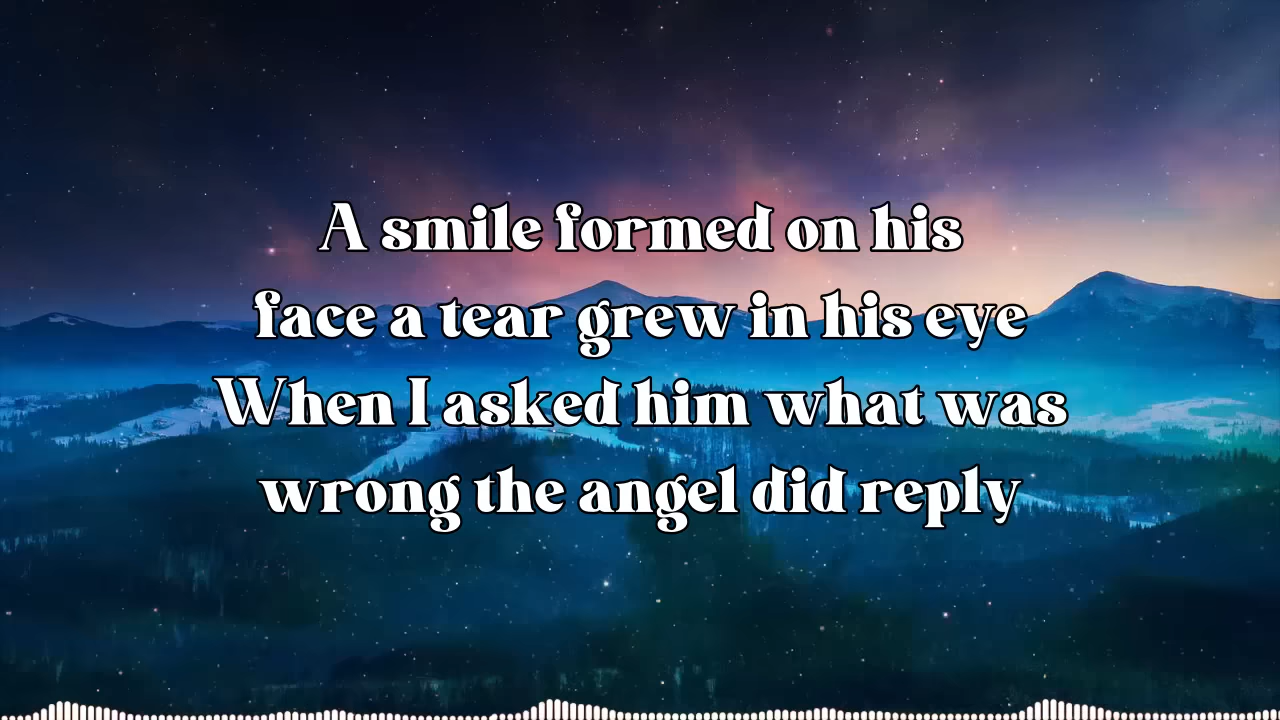 A smile formed on his
face a tear grew in his eye
When I asked him what was
wrong the angel did reply